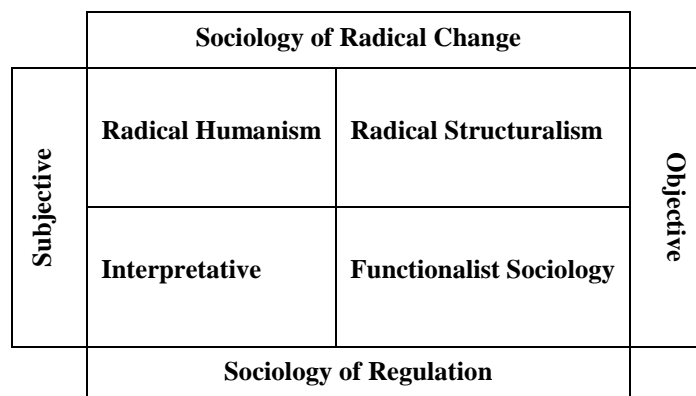 Sociology of Radical Change
Subjective
Radical Humanism
Radical Structuralism
Objective
Interpretative
Functionalist Sociology
Sociology of Regulation